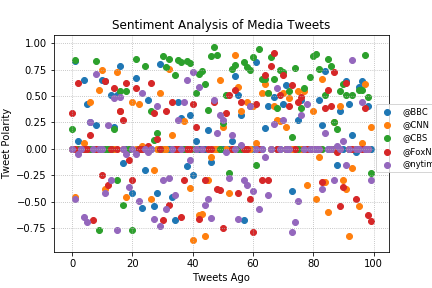 Sentiment Analysis of Media Tweets
Tweet Polarity
1.00
0.75
0.50
0.25
0.00
−0.25
−0.50
−0.75
0 20 40 60 80 100
Tweets Ago
@BBC
@CNN
@CBS
@FoxN
@nytim